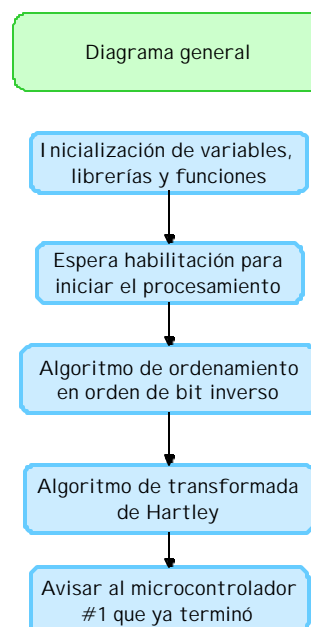 Diagrama general
Inicialización de variables,
librerías y funciones
Espera habilitación para
iniciar el procesamiento
Algoritmo de ordenamiento
en orden de bit inverso
Algoritmo de transformada
de Hartley
Avisar al microcontrolador
#1 que ya terminó